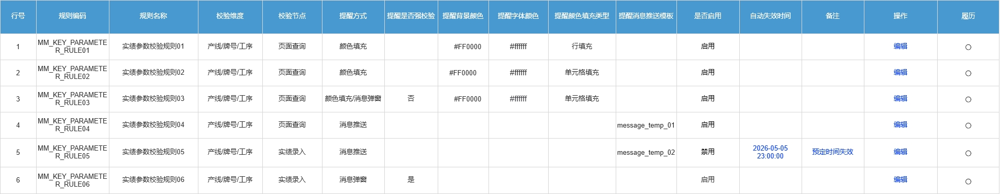 行号 规则编码 规则名称 校验维度 校验节点 提醒方式 提醒是否强校验 提醒背景颜色 提醒字体颜色 提醒颜色填充类型 提醒消息推送模板 是否启用 自动失效时间 备注 操作 履历
1 MM_KEY_PARAMETE 实绩参数校验规则01 产线/牌号/工序 页面查询 颜色填充 #FF0000 #ffffff 行填充 启用 编辑
R_RULE01
2 MM_KEY_PARAMETE 实绩参数校验规则02 产线/牌号/工序 页面查询 颜色填充 #FF0000 #ffffff 单元格填充 启用 编辑
R_RULE02
3 MM_KEY_PARAMETE 实绩参数校验规则03 产线/牌号/工序 页面查询 颜色填充/消息弹窗 否 #FF0000 #ffffff 单元格填充 启用 编辑
R_RULE03
4 MM_KEY_PARAMETE 实绩参数校验规则04 产线/牌号/工序 页面查询 消息推送 message_temp_01 启用 编辑
R_RULE04
5 MM_KEY_PARAMETE 实绩参数校验规则05 产线/牌号/工序 实绩录入 消息推送 message_temp_02 禁用 2026-05-05 预定时间失效 编辑
R_RULE05 23:00:00
6 MM_KEY_PARAMETE 实绩参数校验规则06 产线/牌号/工序 实绩录入 消息弹窗 是 启用 编辑
R_RULE06